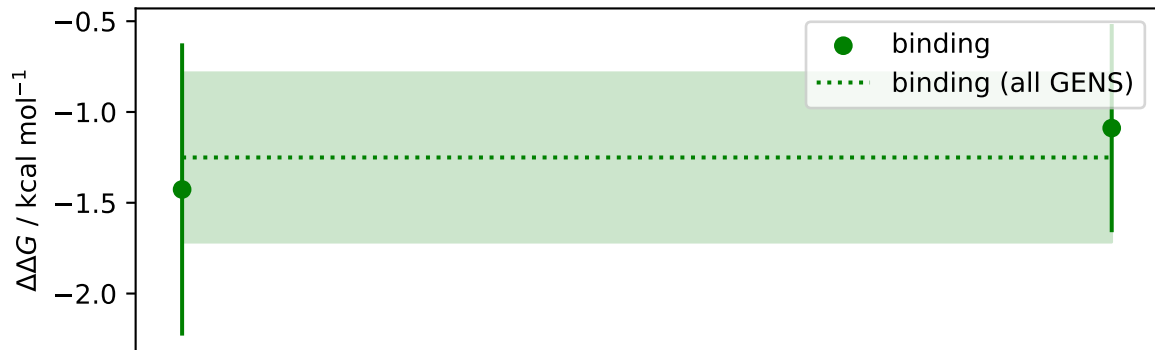 −0.5
−1.0
−1.5
−2.0
ΔΔG / kcal mol⁻¹
binding
binding (all GENS)